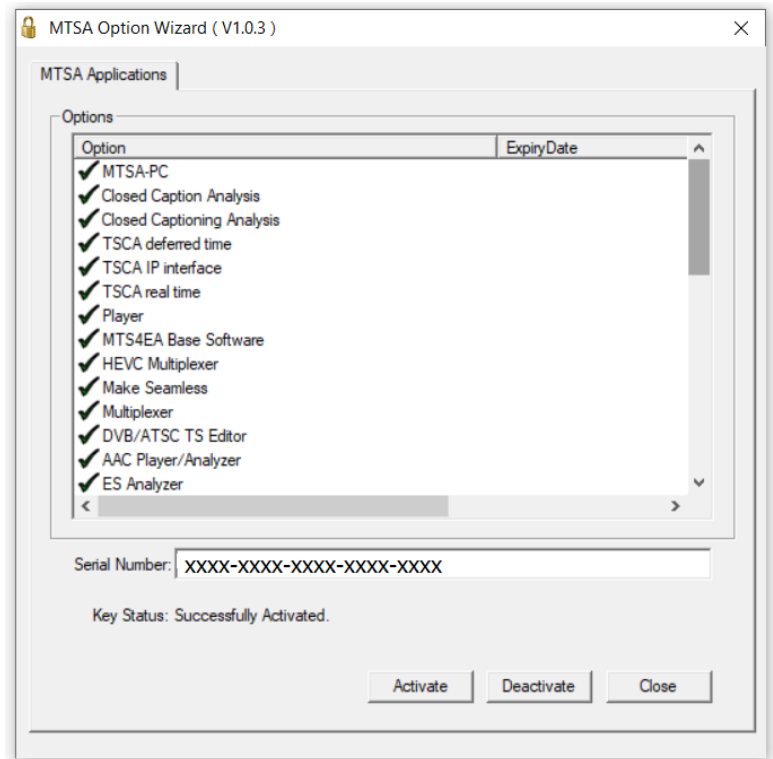 MTSA Option Wizard ( V1.0.3 )
MTSA Applications
Options
Option ExpiryDate
MTSA-PC
Closed Caption Analysis
Closed Captioning Analysis
TSCA deferred time
TSCA IP interface
TSCA real time
Player
MTS4EA Base Software
HEVC Multiplexer
Make Seamless
Multiplexer
DVB/ATSC TS Editor
AAC Player/Analyzer
ES Analyzer
Serial Number: XXXX-XXXX-XXXX-XXXX-XXXX
Key Status: Successfully Activated.
Activate Deactivate Close